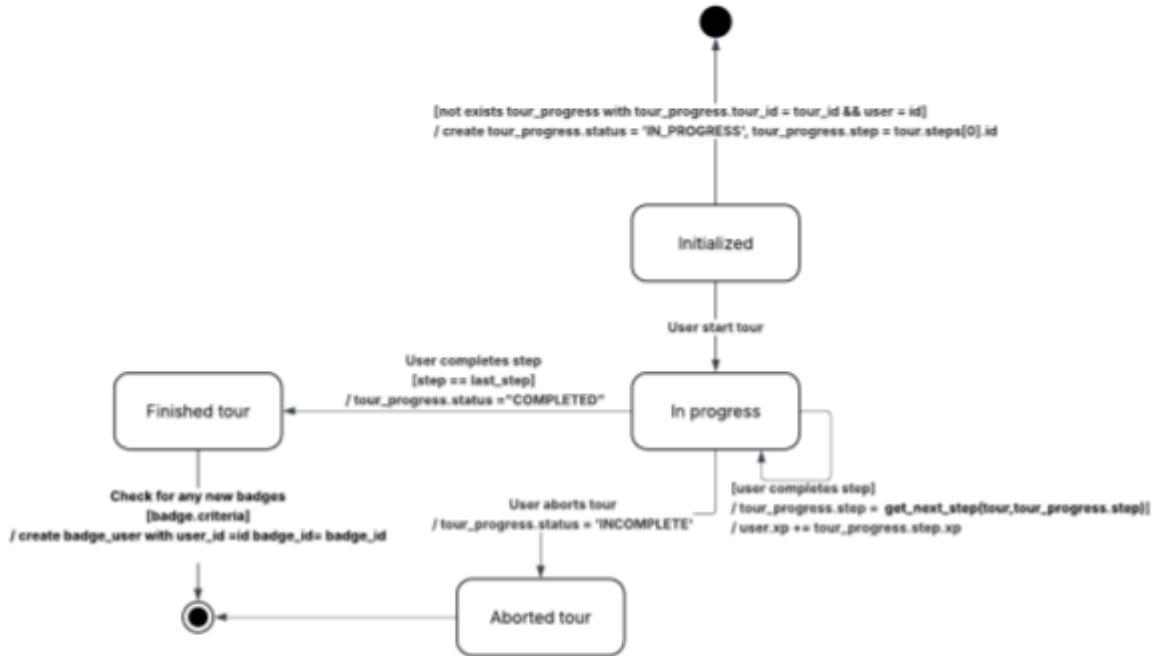 [not exists tour_progress with tour_progress.tour_id = tour_id && user = id]
/ create tour_progress.status = 'IN_PROGRESS', tour_progress.step = tour.steps[0].id
Initialized
User start tour
User completes step
[step == last_step]
/ tour_progress.status ="COMPLETED"
Finished tour
In progress
Check for any new badges
[badge.criteria]
/ create badge_user with user_id =id badge_id= badge_id
User aborts tour
/ tour_progress.status = 'INCOMPLETE'
[user completes step]
/ tour_progress.step = get_next_step(tour,tour_progress.step)]
/ user.xp += tour_progress.step.xp
Aborted tour